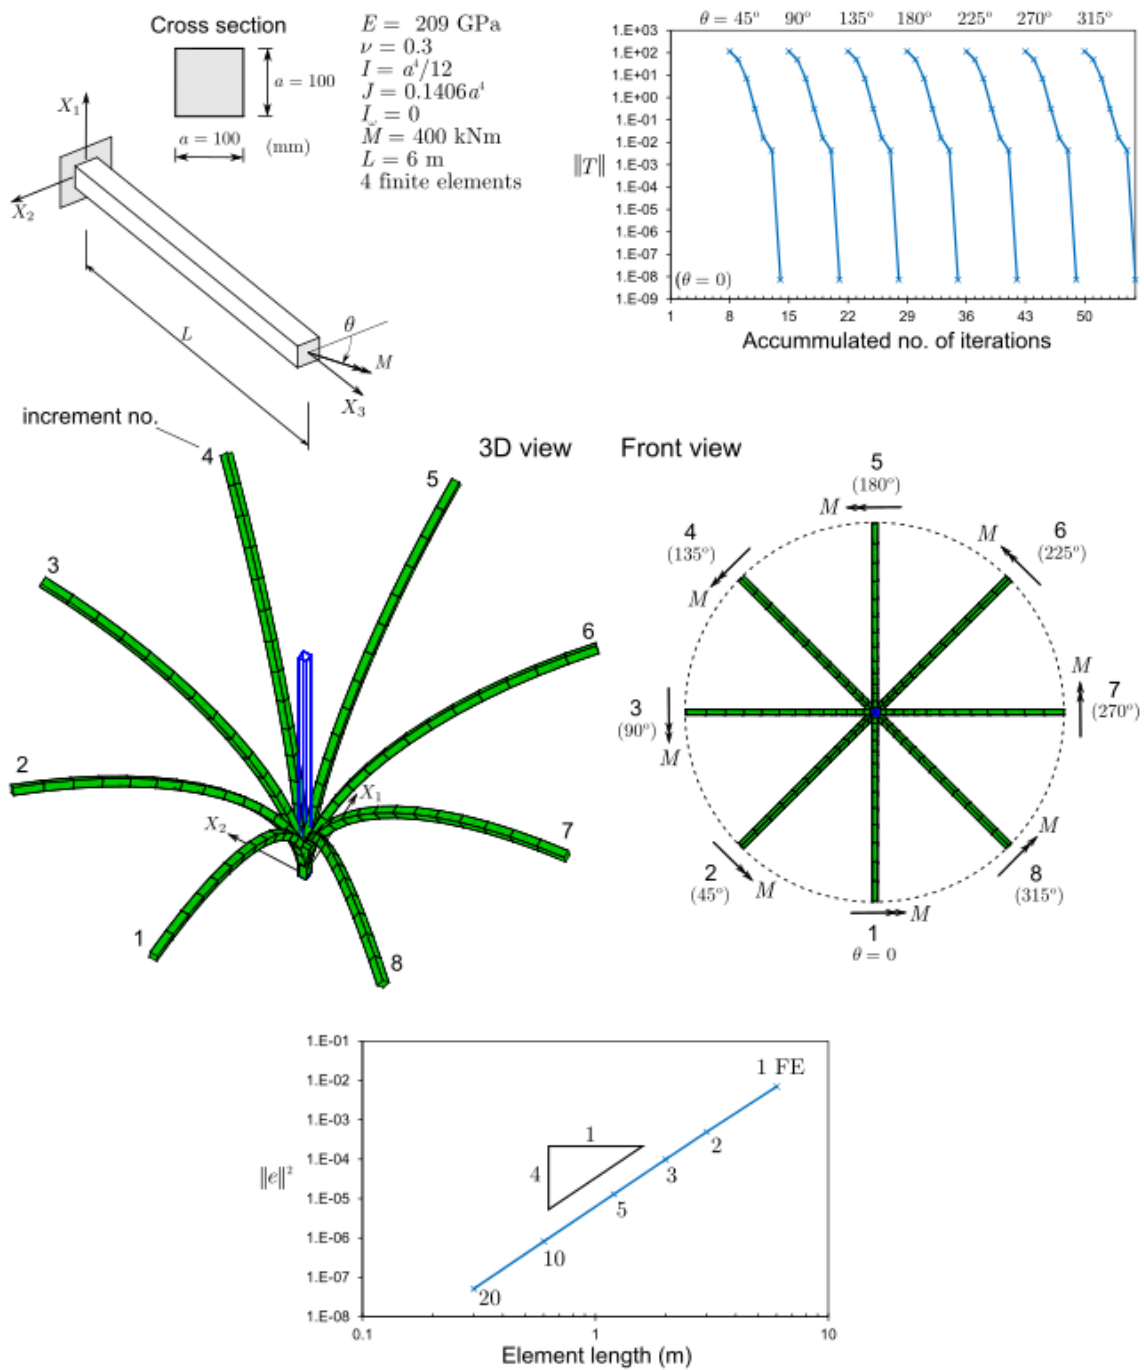 Cross section
a = 100
a = 100
(mm)
E = 209 GPa
ν = 0.3
I = a⁴/12
J = 0.1406a⁴
I_ω = 0
M = 400 kNm
L = 6 m
4 finite elements
X₁
X₂
L
θ
M
X₃
θ = 45° 90° 135° 180° 225° 270° 315°
1.E+03
1.E+02
1.E+01
1.E+00
1.E-01
1.E-02
1.E-03
1.E-04
1.E-05
1.E-06
1.E-07
1.E-08
1.E-09
‖T‖
(θ = 0)
1 8 15 22 29 36 43 50
Accummulated no. of iterations
increment no.
3D view
4
5
3
6
2
X₁
X₂
7
1
8
Front view
5
(180°)
M
4
(135°)
M
6
(225°)
M
3
(90°)
M
M
7
(270°)
2
(45°)
M
M
8
(315°)
M
1
θ = 0
1.E-01
1.E-02
1.E-03
1.E-04
1.E-05
1.E-06
1.E-07
1.E-08
‖e‖²
1 FE
2
3
5
10
20
1
4
0.1 1 10
Element length (m)